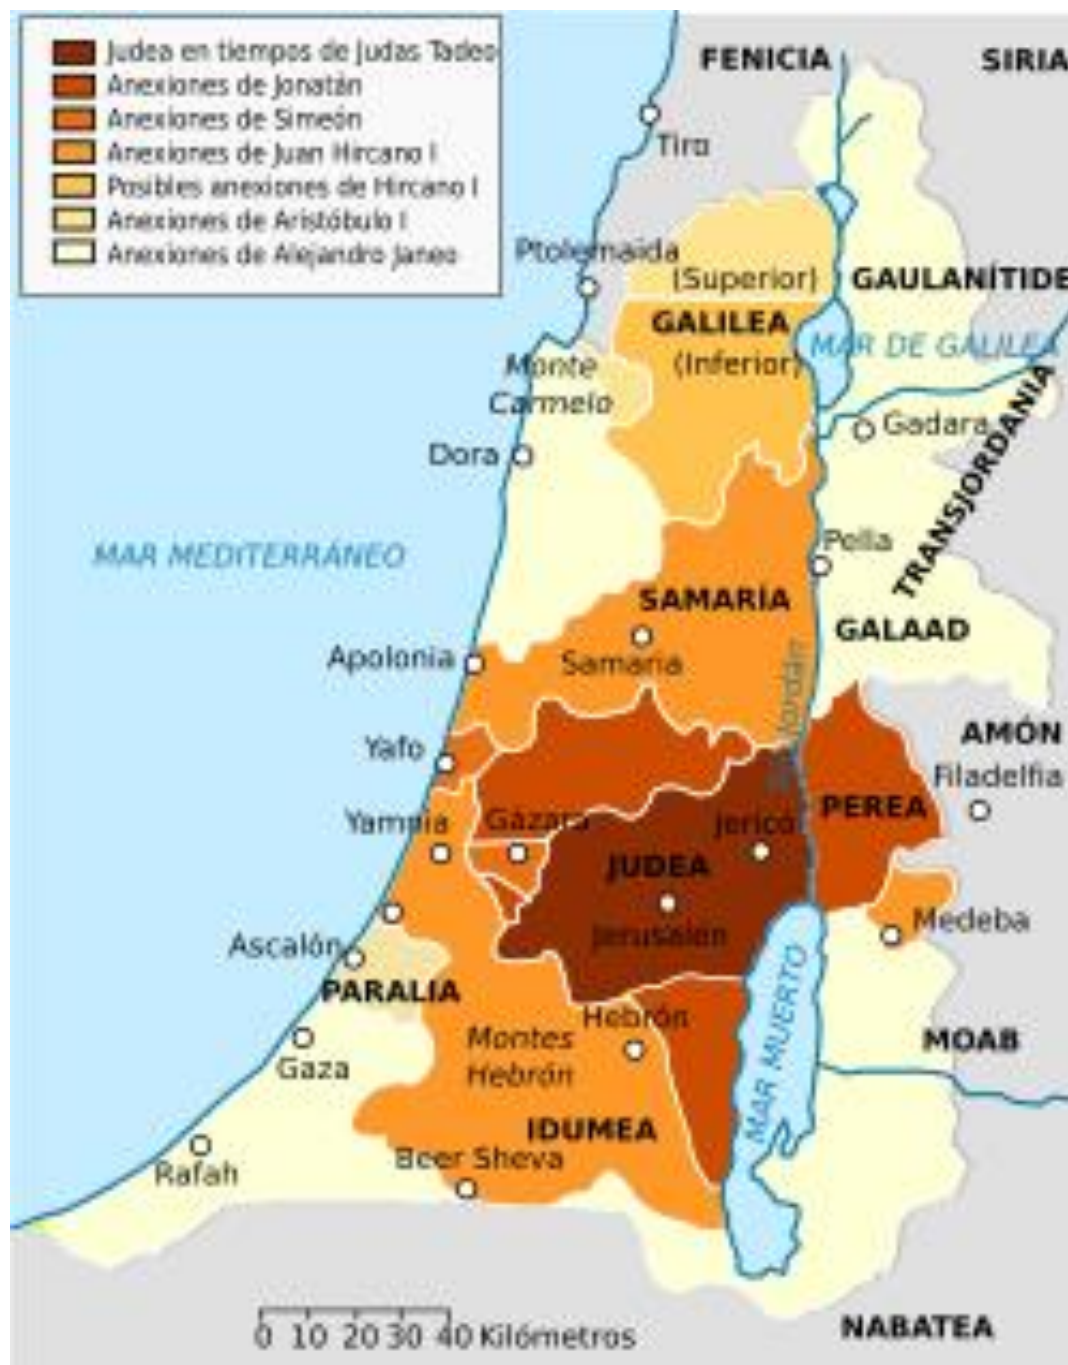 Judea en tiempos de Judas Tadeo
Anexiones de Jonatán
Anexiones de Simeón
Anexiones de Juan Hircano I
Posibles anexiones de Hircano I
Anexiones de Aristóbulo I
Anexiones de Alejandro Janeo
FENICIA
SIRIA
Tiro
Ptolemaida
(Superior)
GAULANÍTIDE
GALILEA
MAR DE GALILEA
(Inferior)
Monte
Carmelo
Gadara
TRANSJORDANIA
Dora
MAR MEDITERRÁNEO
Pella
SAMARÍA
GALAAD
Apolonia
Samaria
Jordán
AMÓN
Yafo
Filadelfia
PEREA
Yamnia
Gázara
Jericó
JUDEA
Medeba
Jerusalén
Ascalón
PARALIA
MAR MUERTO
Hebrón
MOAB
Montes
Hebrón
Gaza
IDUMEA
Beer Sheva
Rafah
0 10 20 30 40 Kilómetros
NABATEA